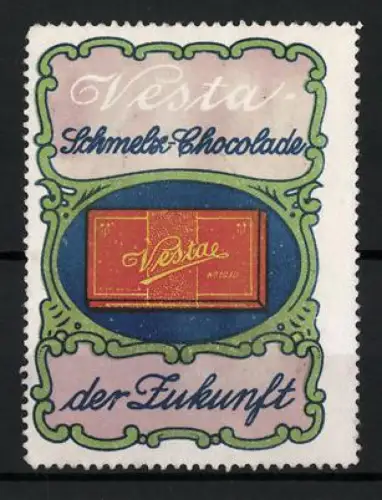 Vesta-
Schmelz-Chocolade
Vesta
der Zukunft